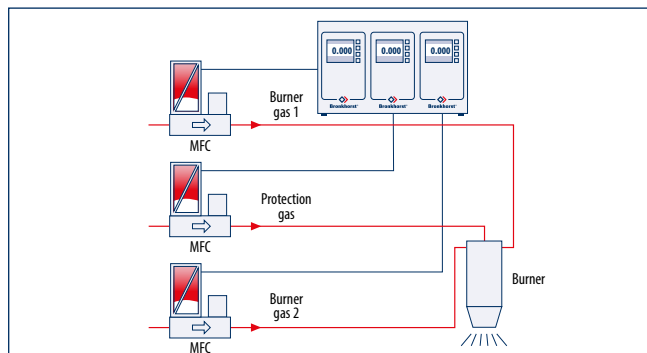 0.000
0.000
0.000
Bronkhorst®
Bronkhorst®
Bronkhorst®
Burner
gas 1
MFC
Protection
gas
MFC
Burner
gas 2
MFC
Burner